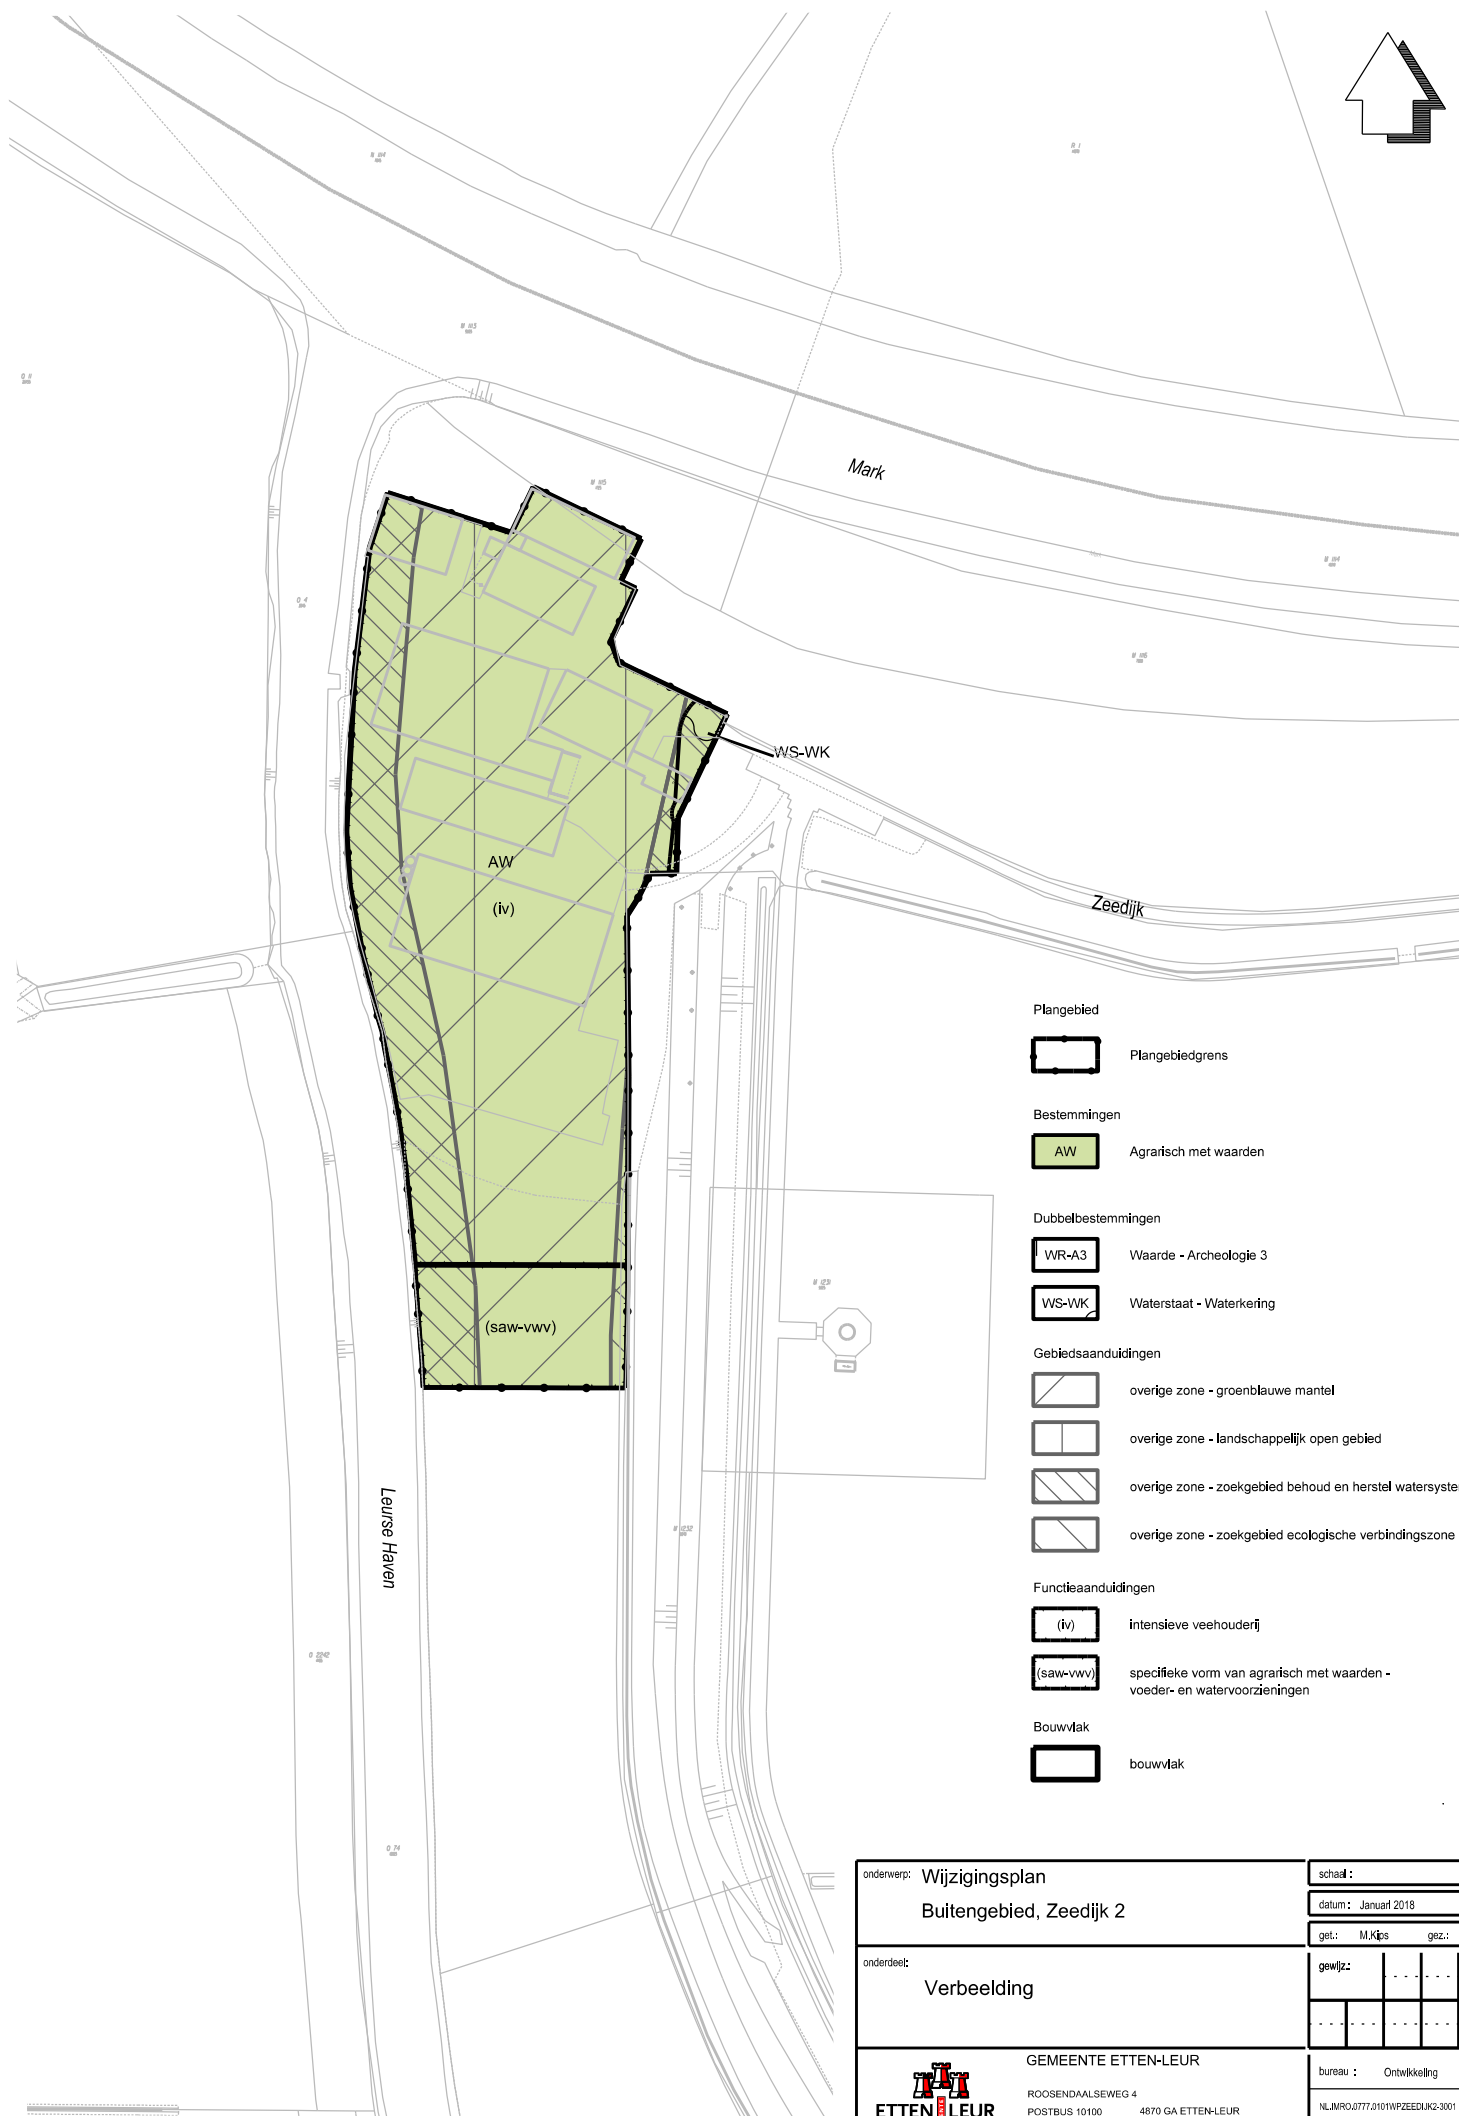 Mark
WS-WK
AW
(iv)
Zeedijk
(saw-vwv)
Leurse Haven
Plangebied
Plangebiedgrens
Bestemmingen
AW Agrarisch met waarden
Dubbelbestemmingen
WR-A3 Waarde - Archeologie 3
WS-WK Waterstaat - Waterkering
Gebiedsaanduidingen
overige zone - groenblauwe mantel
overige zone - landschappelijk open gebied
overige zone - zoekgebied behoud en herstel watersyste
overige zone - zoekgebied ecologische verbindingszone
Functieaanduidingen
(iv) intensieve veehouderij
(saw-vwv) specifieke vorm van agrarisch met waarden -
voeder- en watervoorzieningen
Bouwvlak
bouwvlak
onderwerp: Wijzigingsplan
Buitengebied, Zeedijk 2
schaal :
datum : Januari 2018
get.: M.Kips gez.:
onderdeel:
Verbeelding
gewijz.:
GEMEENTE ETTEN-LEUR
ROOSENDAALSEWEG 4
POSTBUS 10100 4870 GA ETTEN-LEUR
ETTEN LEUR
bureau : Ontwikkeling
NL.IMRO.0777.0101WPZEEDIJK2-3001